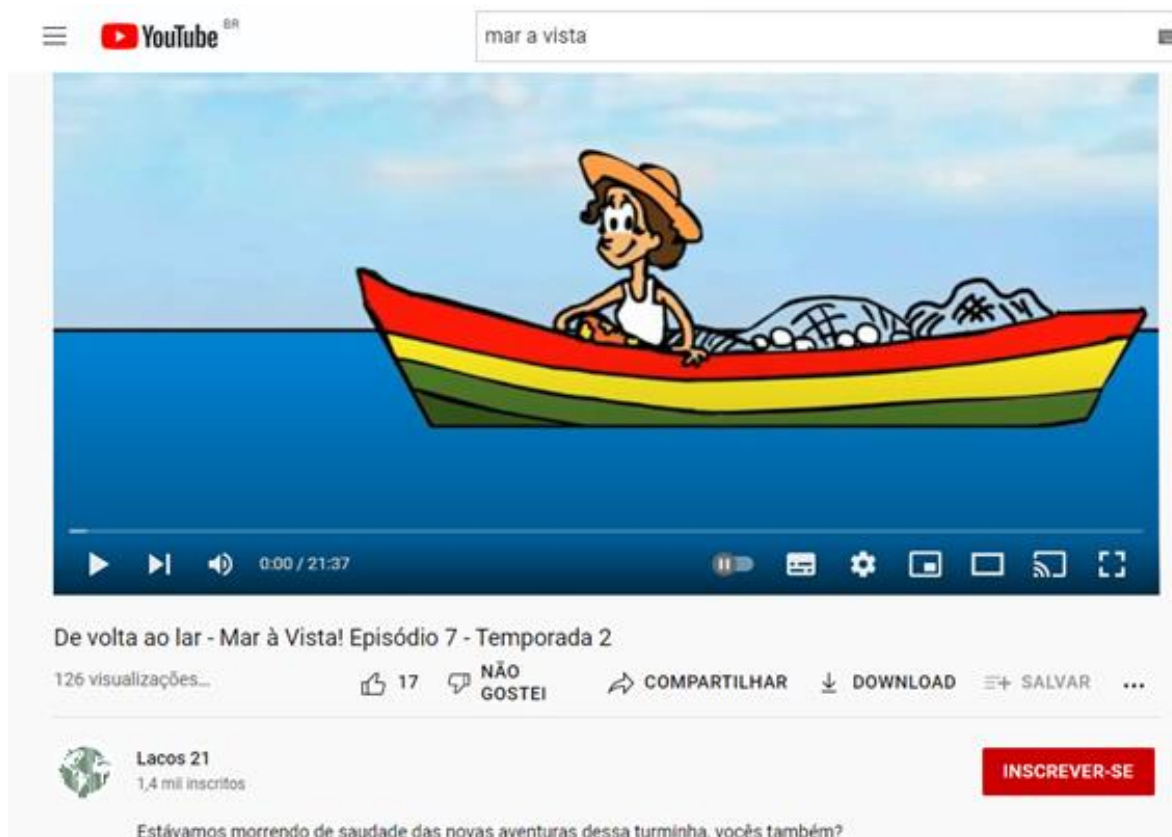 YouTube BR
mar a vista
0:00 / 21:37
De volta ao lar - Mar à Vista! Episódio 7 - Temporada 2
126 visualizações... 17 NÃO GOSTEI COMPARTILHAR DOWNLOAD SALVAR ...
Lacos 21
1,4 mil inscritos
INSCREVER-SE
Estávamos morrendo de saudade das novas aventuras dessa turminha, vocês também?